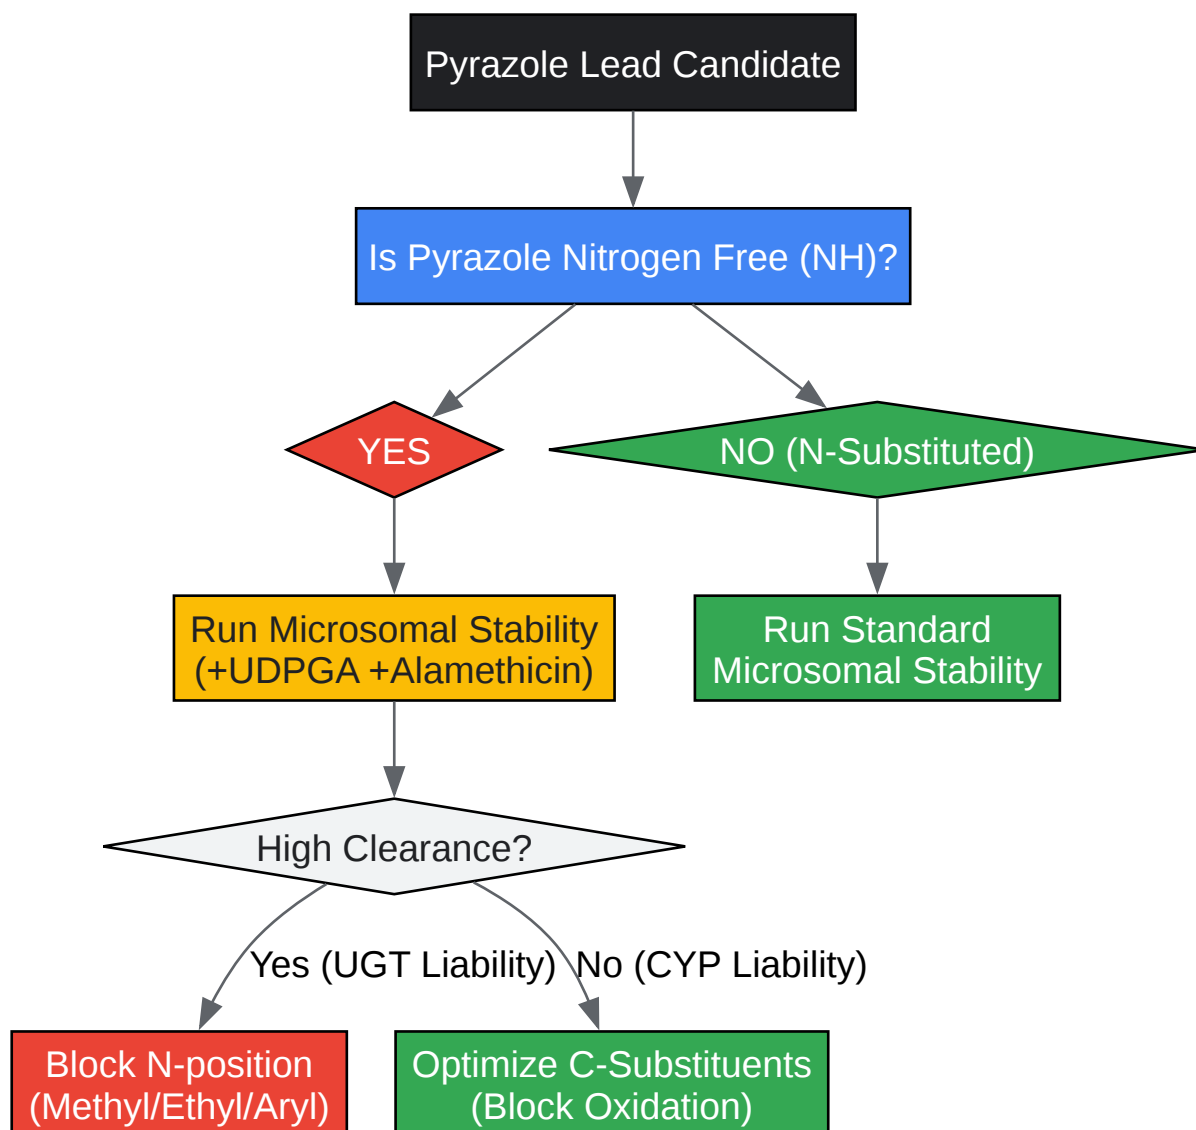 Pyrazole Lead Candidate
Is Pyrazole Nitrogen Free (NH)?
YES
NO (N-Substituted)
Run Microsomal Stability
(+UDPGA +Alamethicin)
Run Standard
Microsomal Stability
High Clearance?
Yes (UGT Liability)
No (CYP Liability)
Block N-position
(Methyl/Ethyl/Aryl)
Optimize C-Substituents
(Block Oxidation)